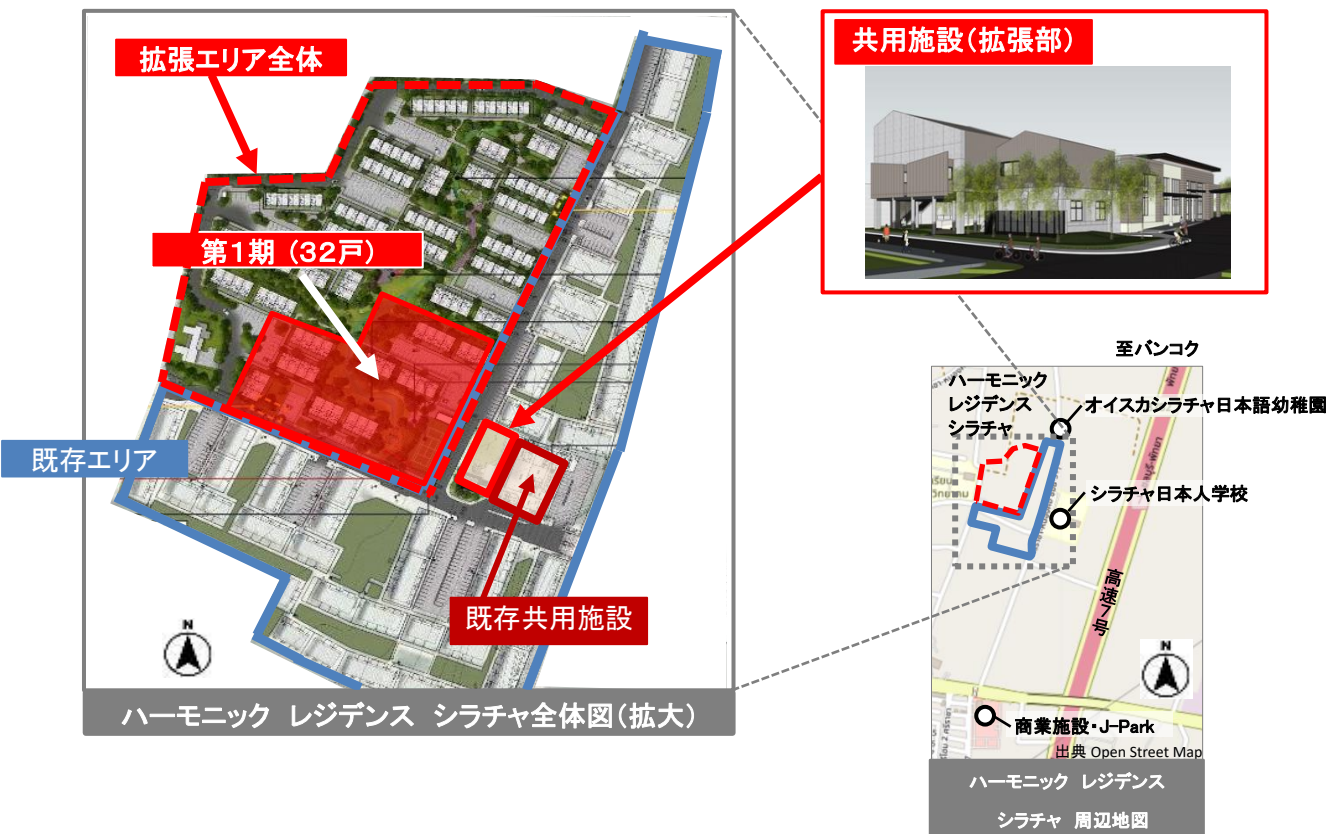 拡張エリア全体
第1期 (32戸)
既存エリア
既存共用施設
N
ハーモニック レジデンス シラチャ全体図(拡大)
共用施設(拡張部)
至バンコク
ハーモニック
レジデンス
シラチャ
オイスカシラチャ日本語幼稚園
シラチャ日本人学校
高速7号
N
商業施設・J-Park
出典 Open Street Map
ハーモニック レジデンス
シラチャ 周辺地図